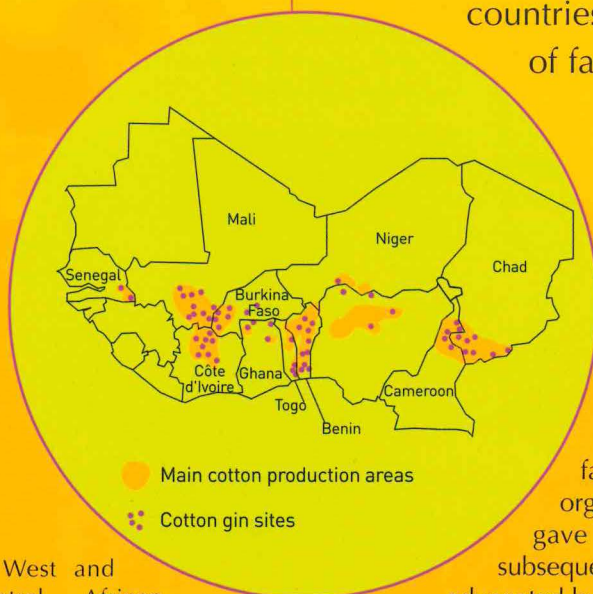 countries
of fa
Mali
Niger
Chad
Senegal
Burkina
Faso
Côte
d'Ivoire
Ghana
Cameroon
Togo
Benin
Main cotton production areas
Cotton gin sites
fa
org
gave
West and
subseque